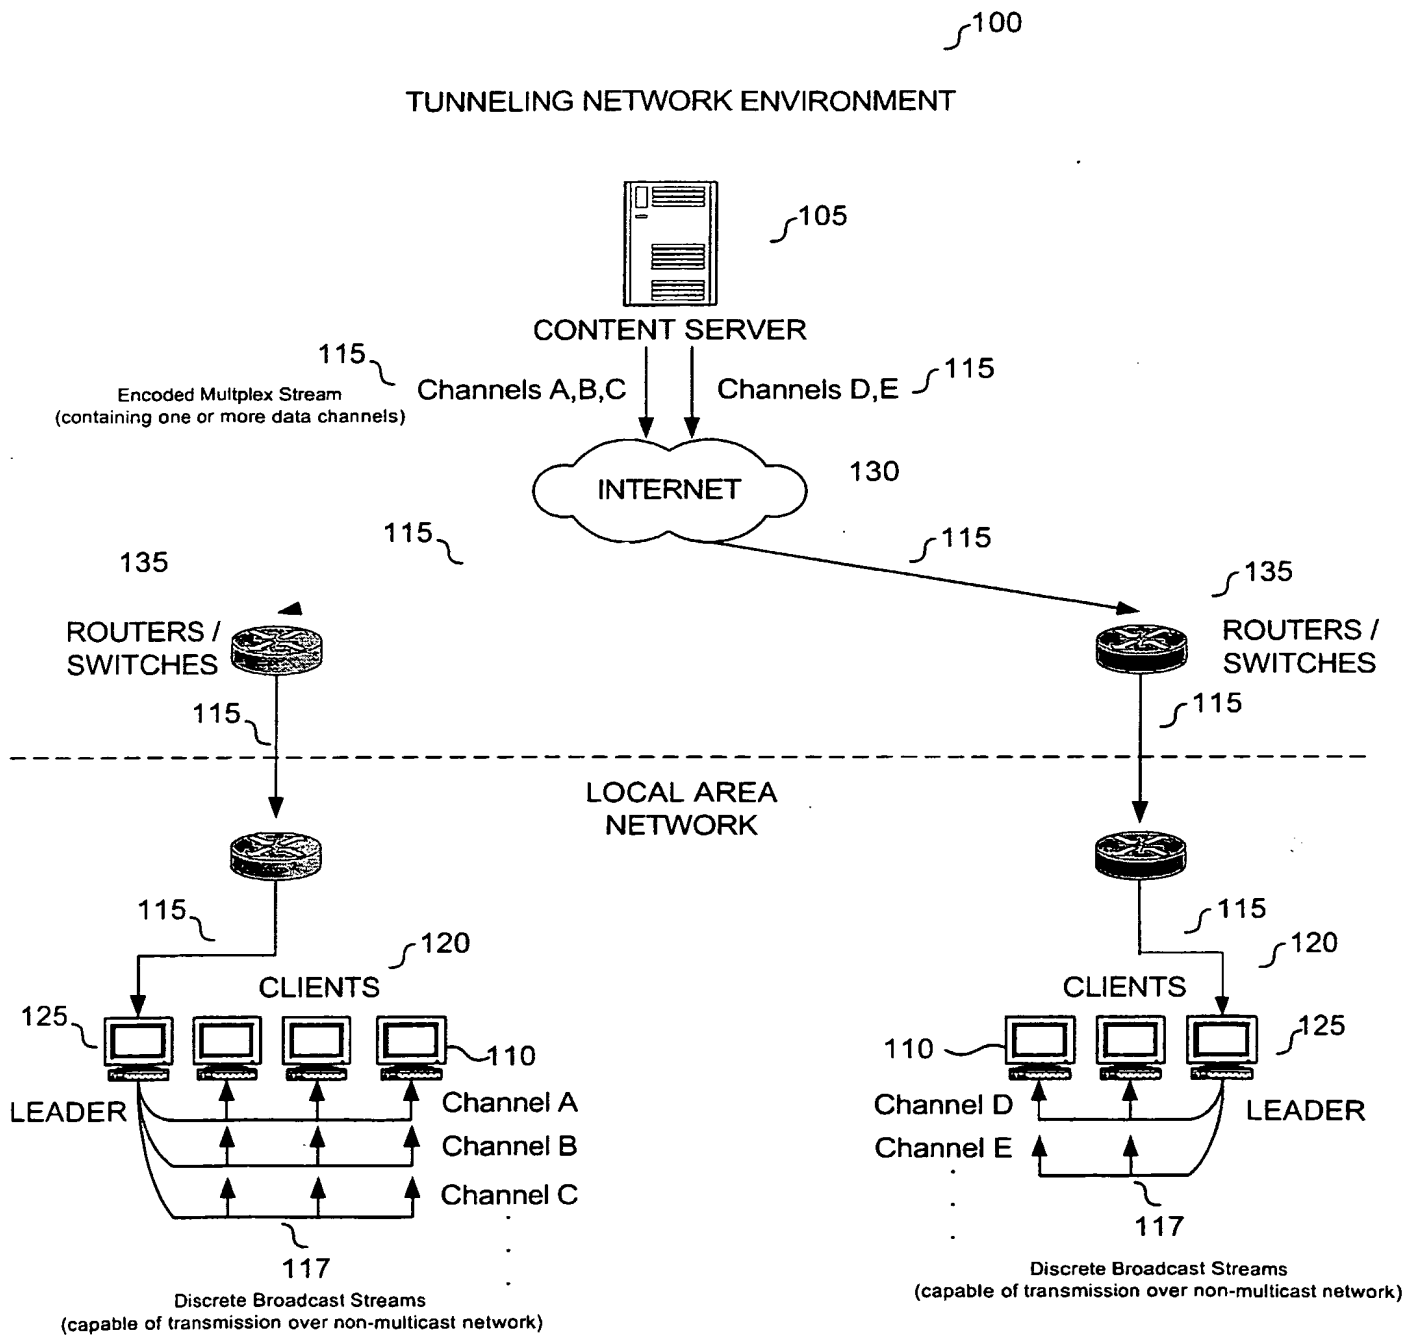 100
TUNNELING NETWORK ENVIRONMENT
105
CONTENT SERVER
115
115
Encoded Multplex Stream
(containing one or more data channels)
Channels A,B,C
Channels D,E
INTERNET
130
115
115
135
135
ROUTERS /
SWITCHES
ROUTERS /
SWITCHES
115
115
LOCAL AREA
NETWORK
115
115
120
120
CLIENTS
CLIENTS
125
110
110
125
LEADER
Channel A
Channel B
Channel C
Channel D
Channel E
LEADER
117
117
Discrete Broadcast Streams
(capable of transmission over non-multicast network)
Discrete Broadcast Streams
(capable of transmission over non-multicast network)